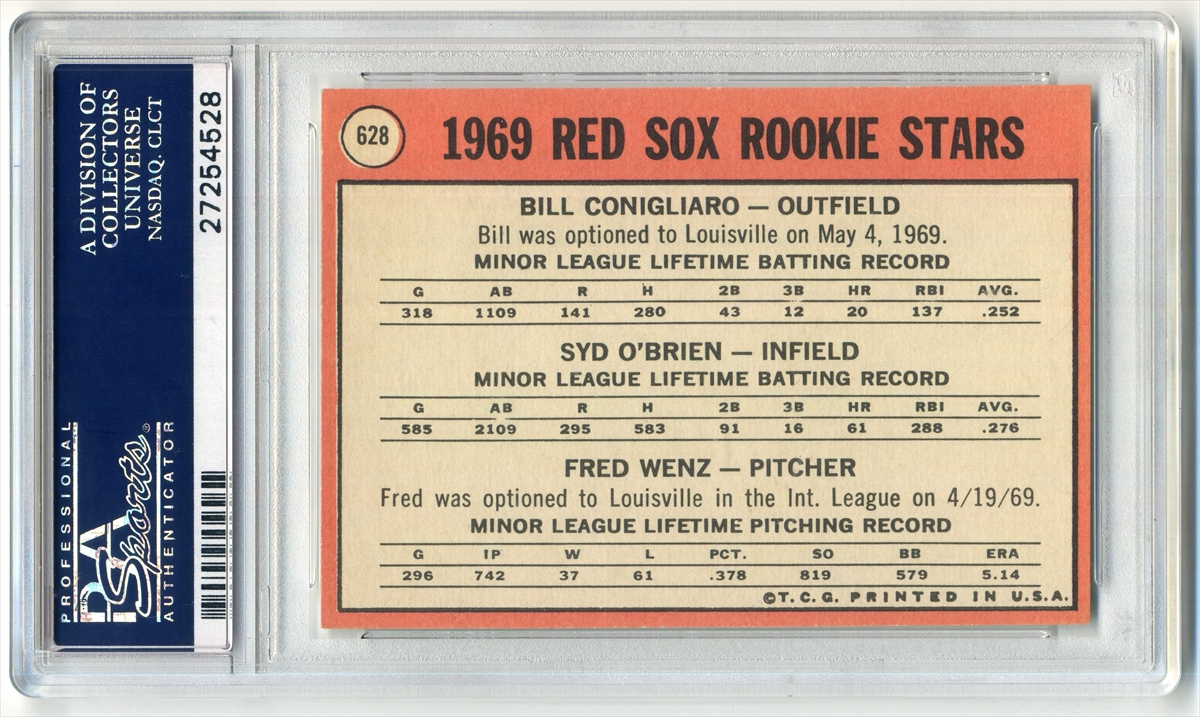 A DIVISION OF
COLLECTORS
UNIVERSE
NASDAQ. CLCT
27254528
PROFESSIONAL
PSA
Sports®
AUTHENTICATOR
628
1969 RED SOX ROOKIE STARS
BILL CONIGLIARO — OUTFIELD
Bill was optioned to Louisville on May 4, 1969.
MINOR LEAGUE LIFETIME BATTING RECORD
G AB R H 2B 3B HR RBI AVG.
318 1109 141 280 43 12 20 137 .252
SYD O'BRIEN — INFIELD
MINOR LEAGUE LIFETIME BATTING RECORD
G AB R H 2B 3B HR RBI AVG.
585 2109 295 583 91 16 61 288 .276
FRED WENZ — PITCHER
Fred was optioned to Louisville in the Int. League on 4/19/69.
MINOR LEAGUE LIFETIME PITCHING RECORD
G IP W L PCT. SO BB ERA
296 742 37 61 .378 819 579 5.14
©T.C.G. PRINTED IN U.S.A.